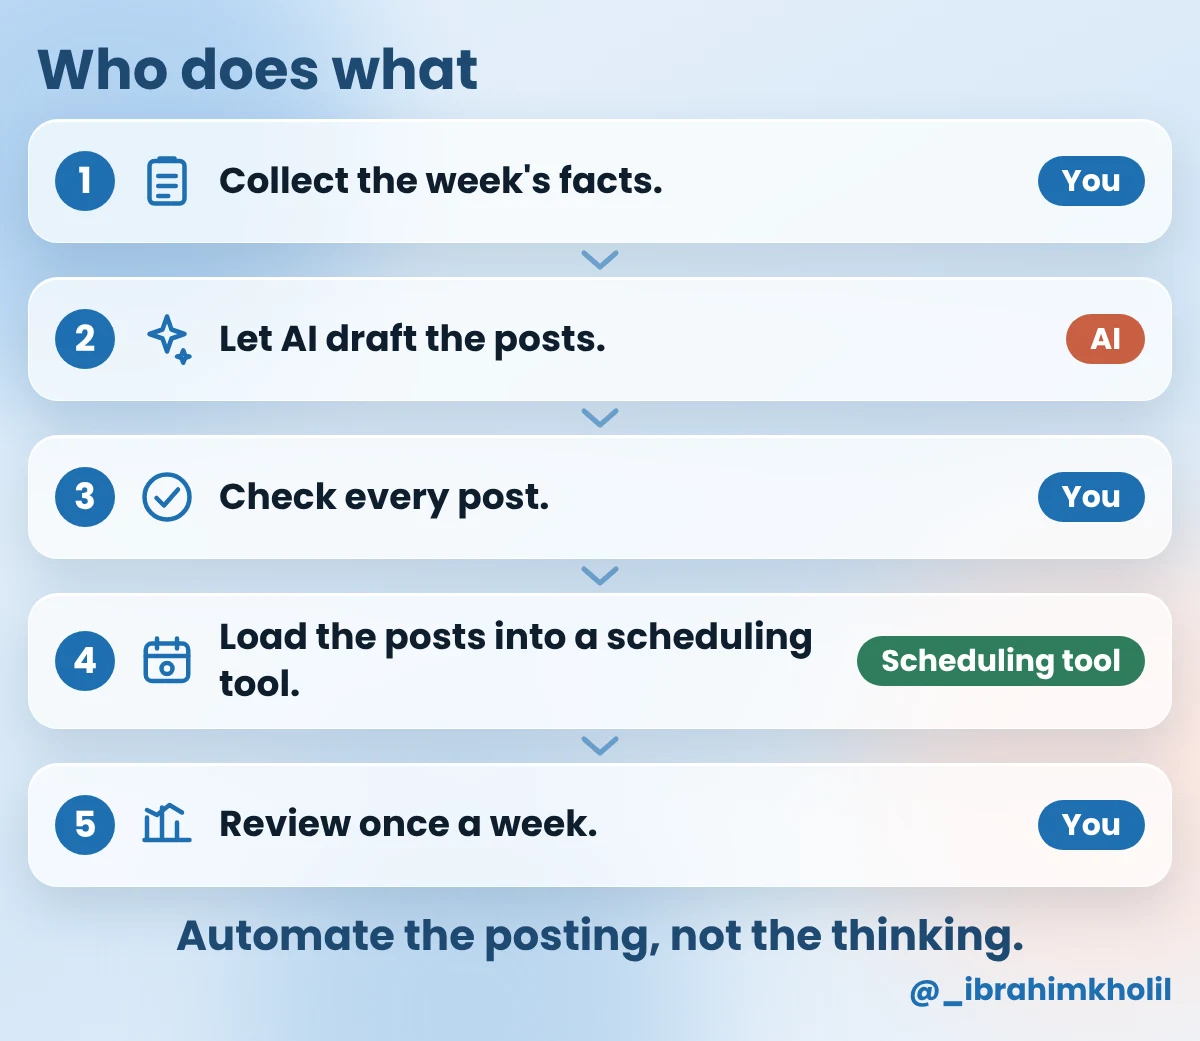 Who does what
1 Collect the week's facts. You
2 Let AI draft the posts. AI
3 Check every post. You
4 Load the posts into a scheduling
tool. Scheduling tool
5 Review once a week. You
Automate the posting, not the thinking.
@_ibrahimkholil